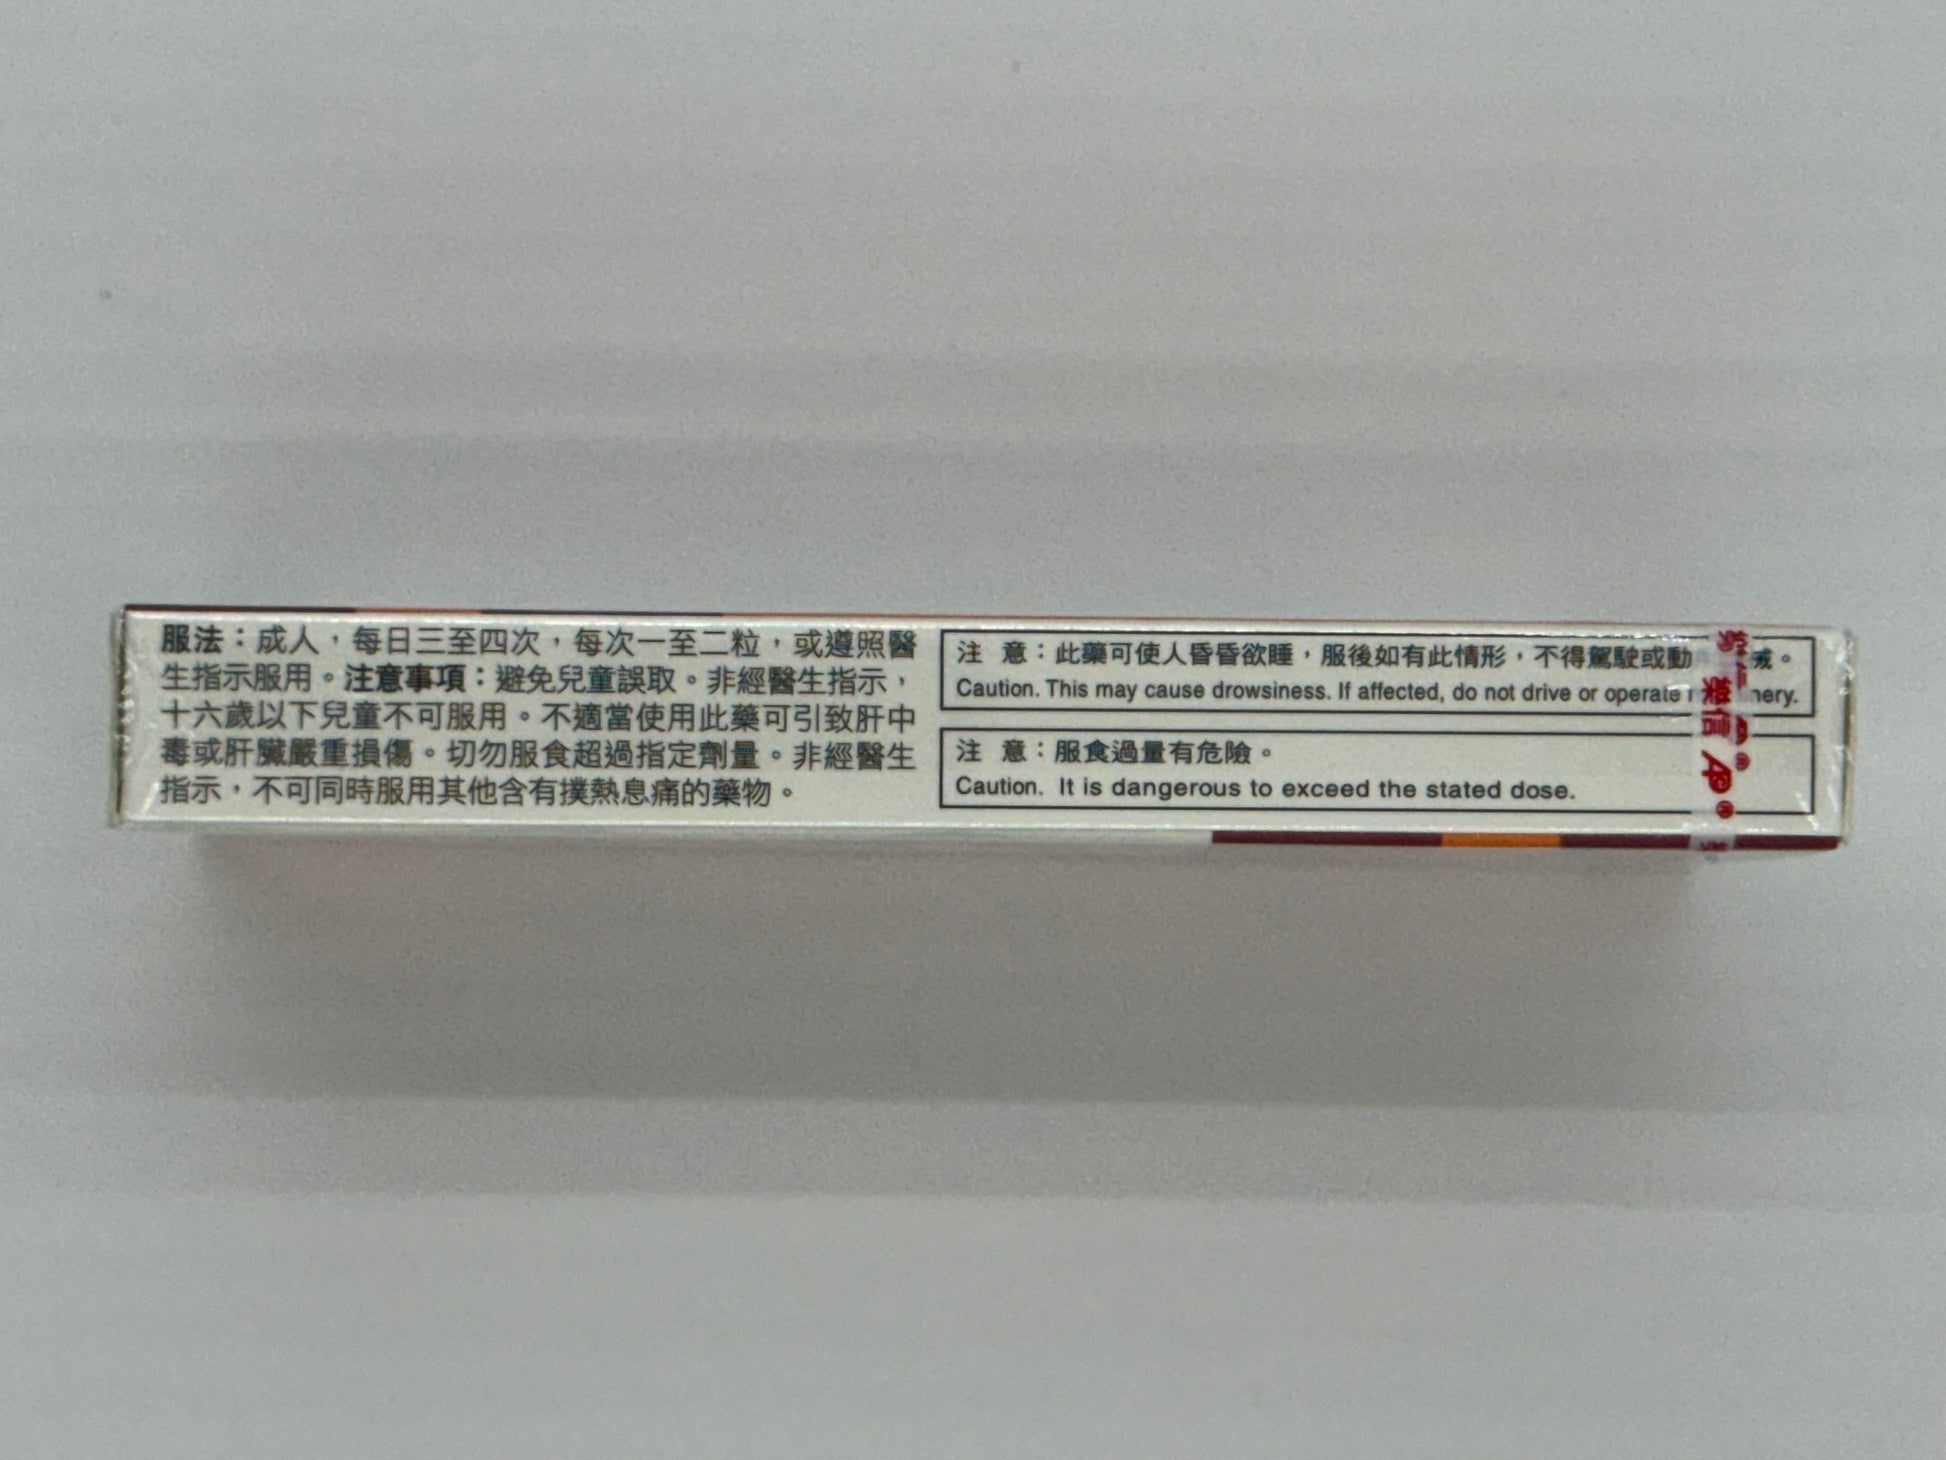 服法：成人，每日三至四次，每次一至二粒，或遵照醫
生指示服用。注意事項：避免兒童誤取。非經醫生指示，
十六歲以下兒童不可服用。不適當使用此藥可引致肝中
毒或肝臟嚴重損傷。切勿服食超過指定劑量。非經醫生
指示，不可同時服用其他含有撲熱息痛的藥物。
注 意：此藥可使人昏昏欲睡，服後如有此情形，不得駕駛或動 械。
Caution. This may cause drowsiness. If affected, do not drive or operate
注 意：服食過量有危險。
Caution. It is dangerous to exceed the stated dose.
樂信